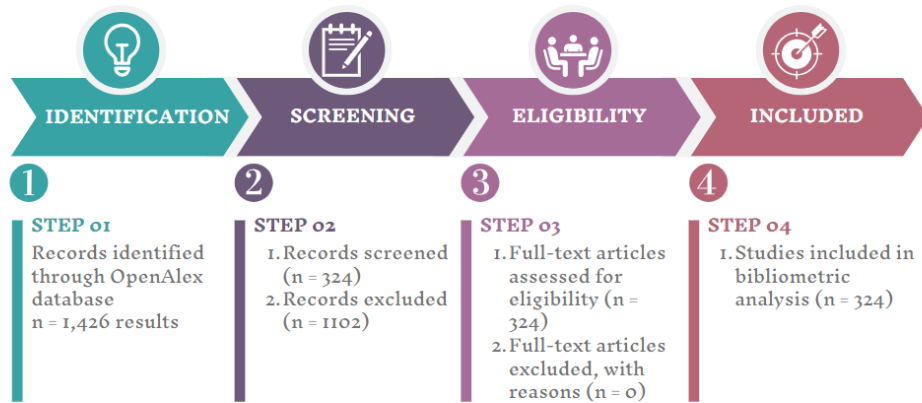 IDENTIFICATION
SCREENING
ELIGIBILITY
INCLUDED
1
STEP 01
Records identified
through OpenAlex
database
n = 1,426 results
2
STEP 02
1. Records screened
(n = 324)
2. Records excluded
(n = 1102)
3
STEP 03
1. Full-text articles
assessed for
eligibility (n =
324)
2. Full-text articles
excluded, with
reasons (n = 0)
4
STEP 04
1. Studies included in
bibliometric
analysis (n = 324)